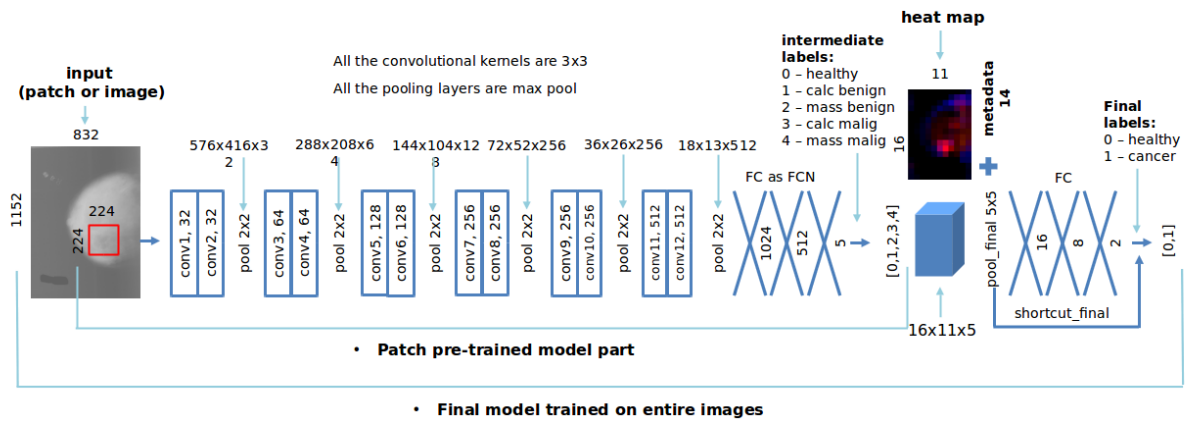 heat map
11
16
metadata
14
All the convolutional kernels are 3x3
All the pooling layers are max pool
input
(patch or image)
832
1152
224
224
576x416x3
2
288x208x6
4
144x104x12
8
72x52x256
36x26x256
18x13x512
conv1, 32
conv2, 32
pool 2x2
conv3, 64
conv4, 64
pool 2x2
conv5, 128
conv6, 128
pool 2x2
conv7, 256
conv8, 256
pool 2x2
conv9, 256
conv10, 256
pool 2x2
conv11, 512
conv12, 512
pool 2x2
FC as FCN
1024
512
5
intermediate
labels:
0 – healthy
1 – calc benign
2 – mass benign
3 – calc malig
4 – mass malig
[0,1,2,3,4]
16x11x5
pool_final 5x5
FC
16
8
2
shortcut_final
Final
labels:
0 – healthy
1 – cancer
[0,1]
• Patch pre-trained model part
• Final model trained on entire images